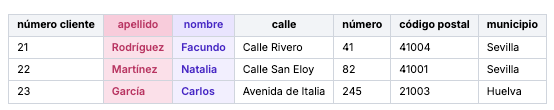 número cliente apellido nombre calle número código postal municipio
21 Rodríguez Facundo Calle Rivero 41 41004 Sevilla
22 Martínez Natalia Calle San Eloy 82 41001 Sevilla
23 García Carlos Avenida de Italia 245 21003 Huelva